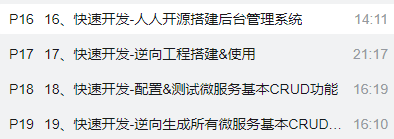 P16 16、快速开发-人人开源搭建后台管理系统 14:11
P17 17、快速开发-逆向工程搭建&使用 21:17
P18 18、快速开发-配置&测试微服务基本CRUD功能 16:19
P19 19、快速开发-逆向生成所有微服务基本CRUD... 16:10